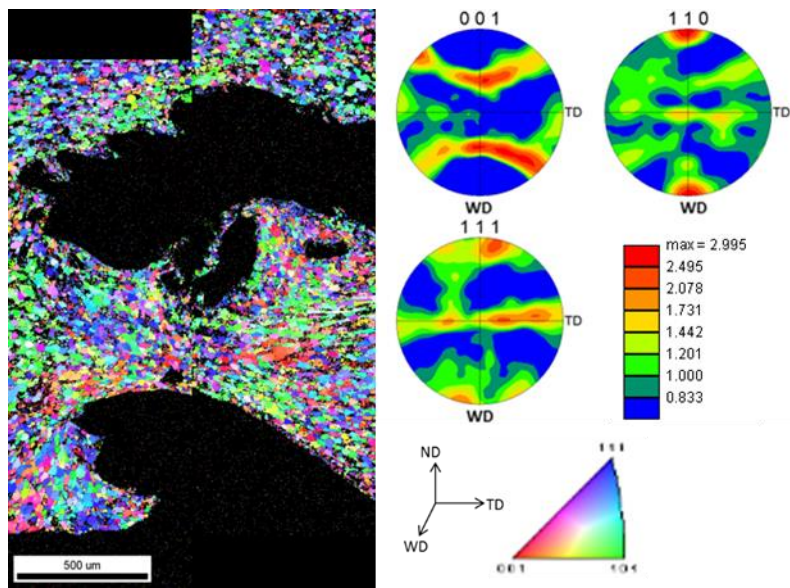 001
TD
WD
110
TD
WD
111
TD
WD
max = 2.995
2.495
2.078
1.731
1.442
1.201
1.000
0.833
ND
TD
WD
111
001
101
500 um